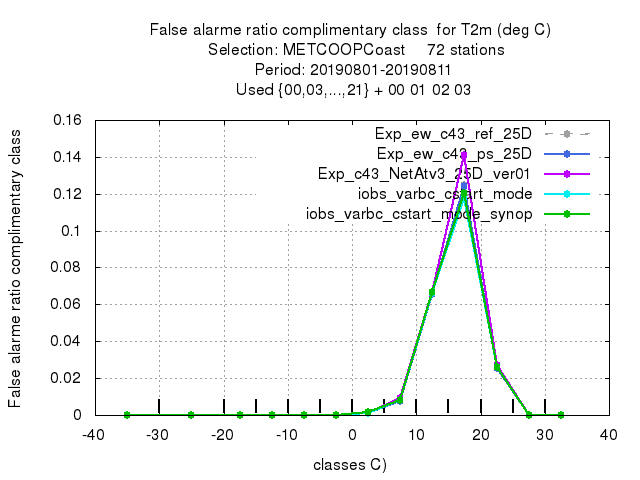 False alarme ratio complimentary class  for T2m (deg C)
Selection: METCOOPCoast     72 stations
Period: 20190801-20190811
Used {00,03,...,21} + 00 01 02 03
False alarme ratio complimentary class
0.16
0.14
0.12
0.1
0.08
0.06
0.04
0.02
0
Exp_ew_c43_ref_25D
Exp_ew_c43_ps_25D
Exp_c43_NetAtv3_25D_ver01
iobs_varbc_cstart_mode
iobs_varbc_cstart_mode_synop
-40 -30 -20 -10 0 10 20 30 40
classes C)